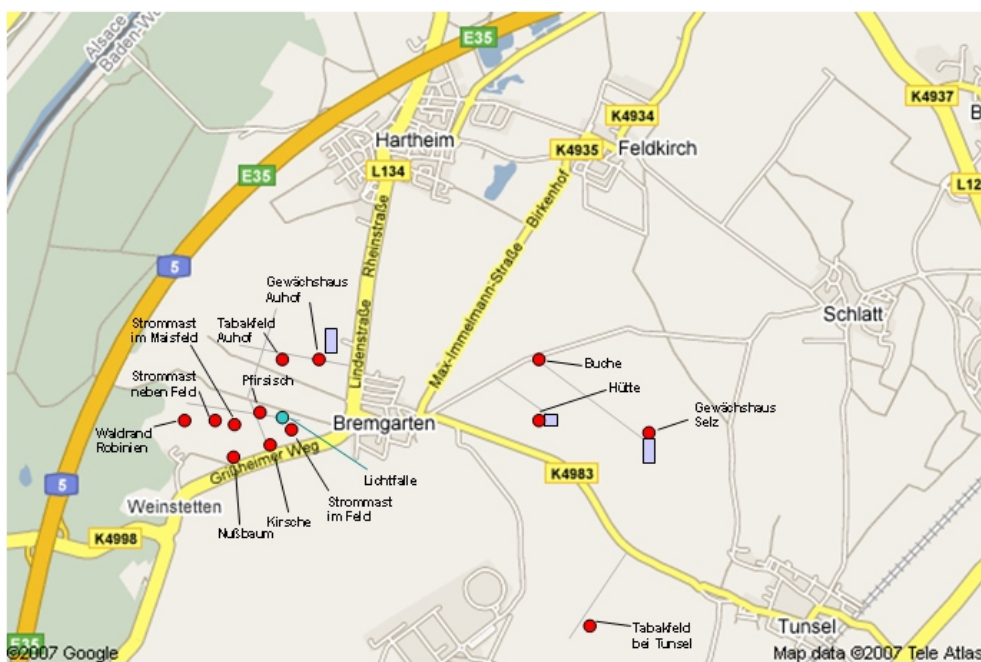 Alsace
Baden-Wü
E35
K4937
B
K4934
Hartheim
K4935
Feldkirch
E35
L134
L12
Rheinstraße
Birkenhof
5
Gewächshaus
Auhof
Max-Immelmann-Straße
Schlatt
Strommast
im Maisfeld
Tabakfeld
Auhof
Lindenstraße
Buche
Strommast
neben Feld
Pfirsisch
Hütte
Bremgarten
Gewächshaus
Selz
Waldrand
Robinien
Grißheimer Weg
K4983
5
Lichtfalle
Weinstetten
Strommast
im Feld
Kirsche
Nußbaum
K4998
Tabakfeld
bei Tunsel
Tunsel
E35
©2007 Google
Map data ©2007 Tele Atlas